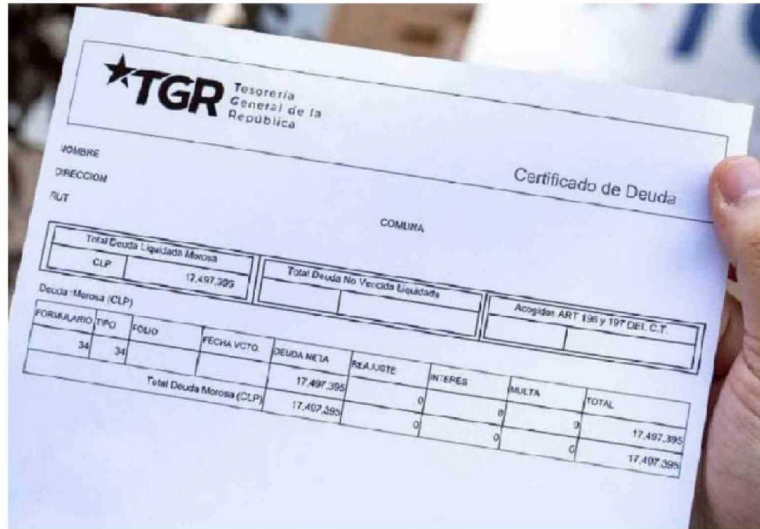 TGR Tesorería
General de la
República
Certificado de Deuda
NOMBRE
DIRECCION
RUT
COMUNA
Total Deuda Liquidada Morosa
CLP 17,497,395
Total Deuda No Vencida Liquidada
Acogidas ART 196 y 197 DEL C.T.
Deuda Morosa (CLP)
FORMULARIO TIPO FOLIO FECHA VCTO. DEUDA NETA REAJUSTE INTERES MULTA TOTAL
34 34 17,497,395 0 0 0 17,497,395
Total Deuda Morosa (CLP) 17,497,395 0 0 0 17,497,395